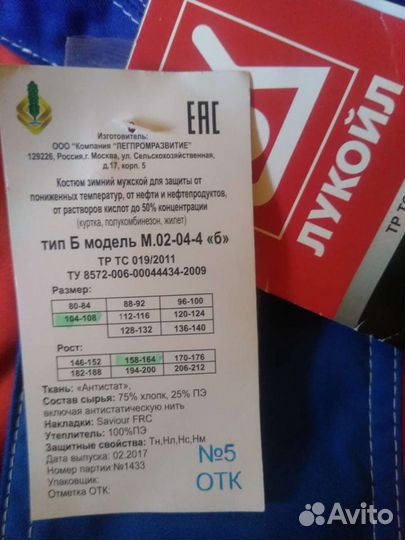 EAC
Изготовитель:
ООО "Компания "ЛЕГПРОМРАЗВИТИЕ"
129226, Россия,г. Москва, ул. Сельскохозяйственная,
д.17, корп. 5
Костюм зимний мужской для защиты от
пониженных температур, от нефти и нефтепродуктов,
от растворов кислот до 50% концентрации
(куртка, полукомбинезон, жилет)
тип Б модель М.02-04-4 «б»
ТР ТС 019/2011
ТУ 8572-006-00044434-2009
Размер:
80-84 88-92 96-100
104-108 112-116 120-124
128-132 136-140
Рост:
146-152 158-164 170-176
182-188 194-200 206-212
Ткань: «Антистат»,
Состав сырья: 75% хлопк, 25% ПЭ
включая антистатическую нить
Накладки: Saviour FRC
Утеплитель: 100%ПЭ
Защитные свойства: Тн,Нл,Нс,Нм
Дата выпуска: 02.2017
Номер партии:№1433
Упаковщик:
Отметка ОТК:
№5
ОТК
ЛУКОЙЛ
ТР ТС
Avito